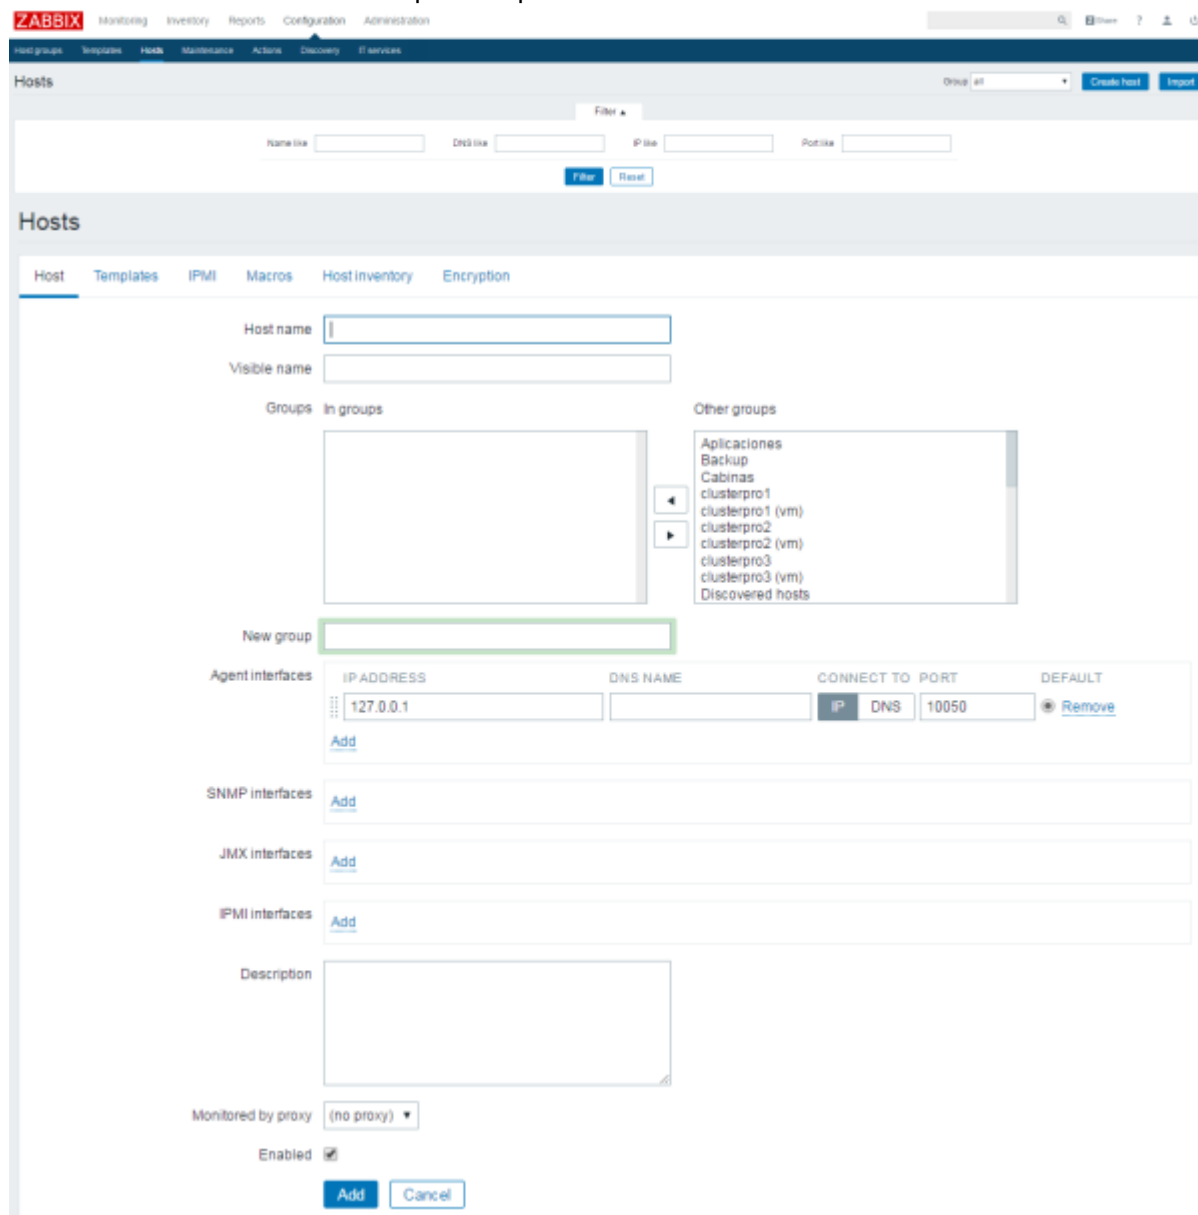 ZABBIX Monitoring Inventory Reports Configuration Administration Share ?
Host groups Templates Hosts Maintenance Actions Discovery IT services
Hosts Group all Create host Import
Filter ▲
Name like DNS like IP like Port like
Filter Reset
Hosts
Host Templates IPMI Macros Host inventory Encryption
Host name
Visible name
Groups In groups Other groups
Aplicaciones
Backup
Cabinas
clusterpro1
clusterpro1 (vm)
clusterpro2
clusterpro2 (vm)
clusterpro3
clusterpro3 (vm)
Discovered hosts
New group
Agent interfaces IP ADDRESS DNS NAME CONNECT TO PORT DEFAULT
127.0.0.1 IP DNS 10050 Remove
Add
SNMP interfaces Add
JMX interfaces Add
IPMI interfaces Add
Description
Monitored by proxy (no proxy)
Enabled
Add Cancel